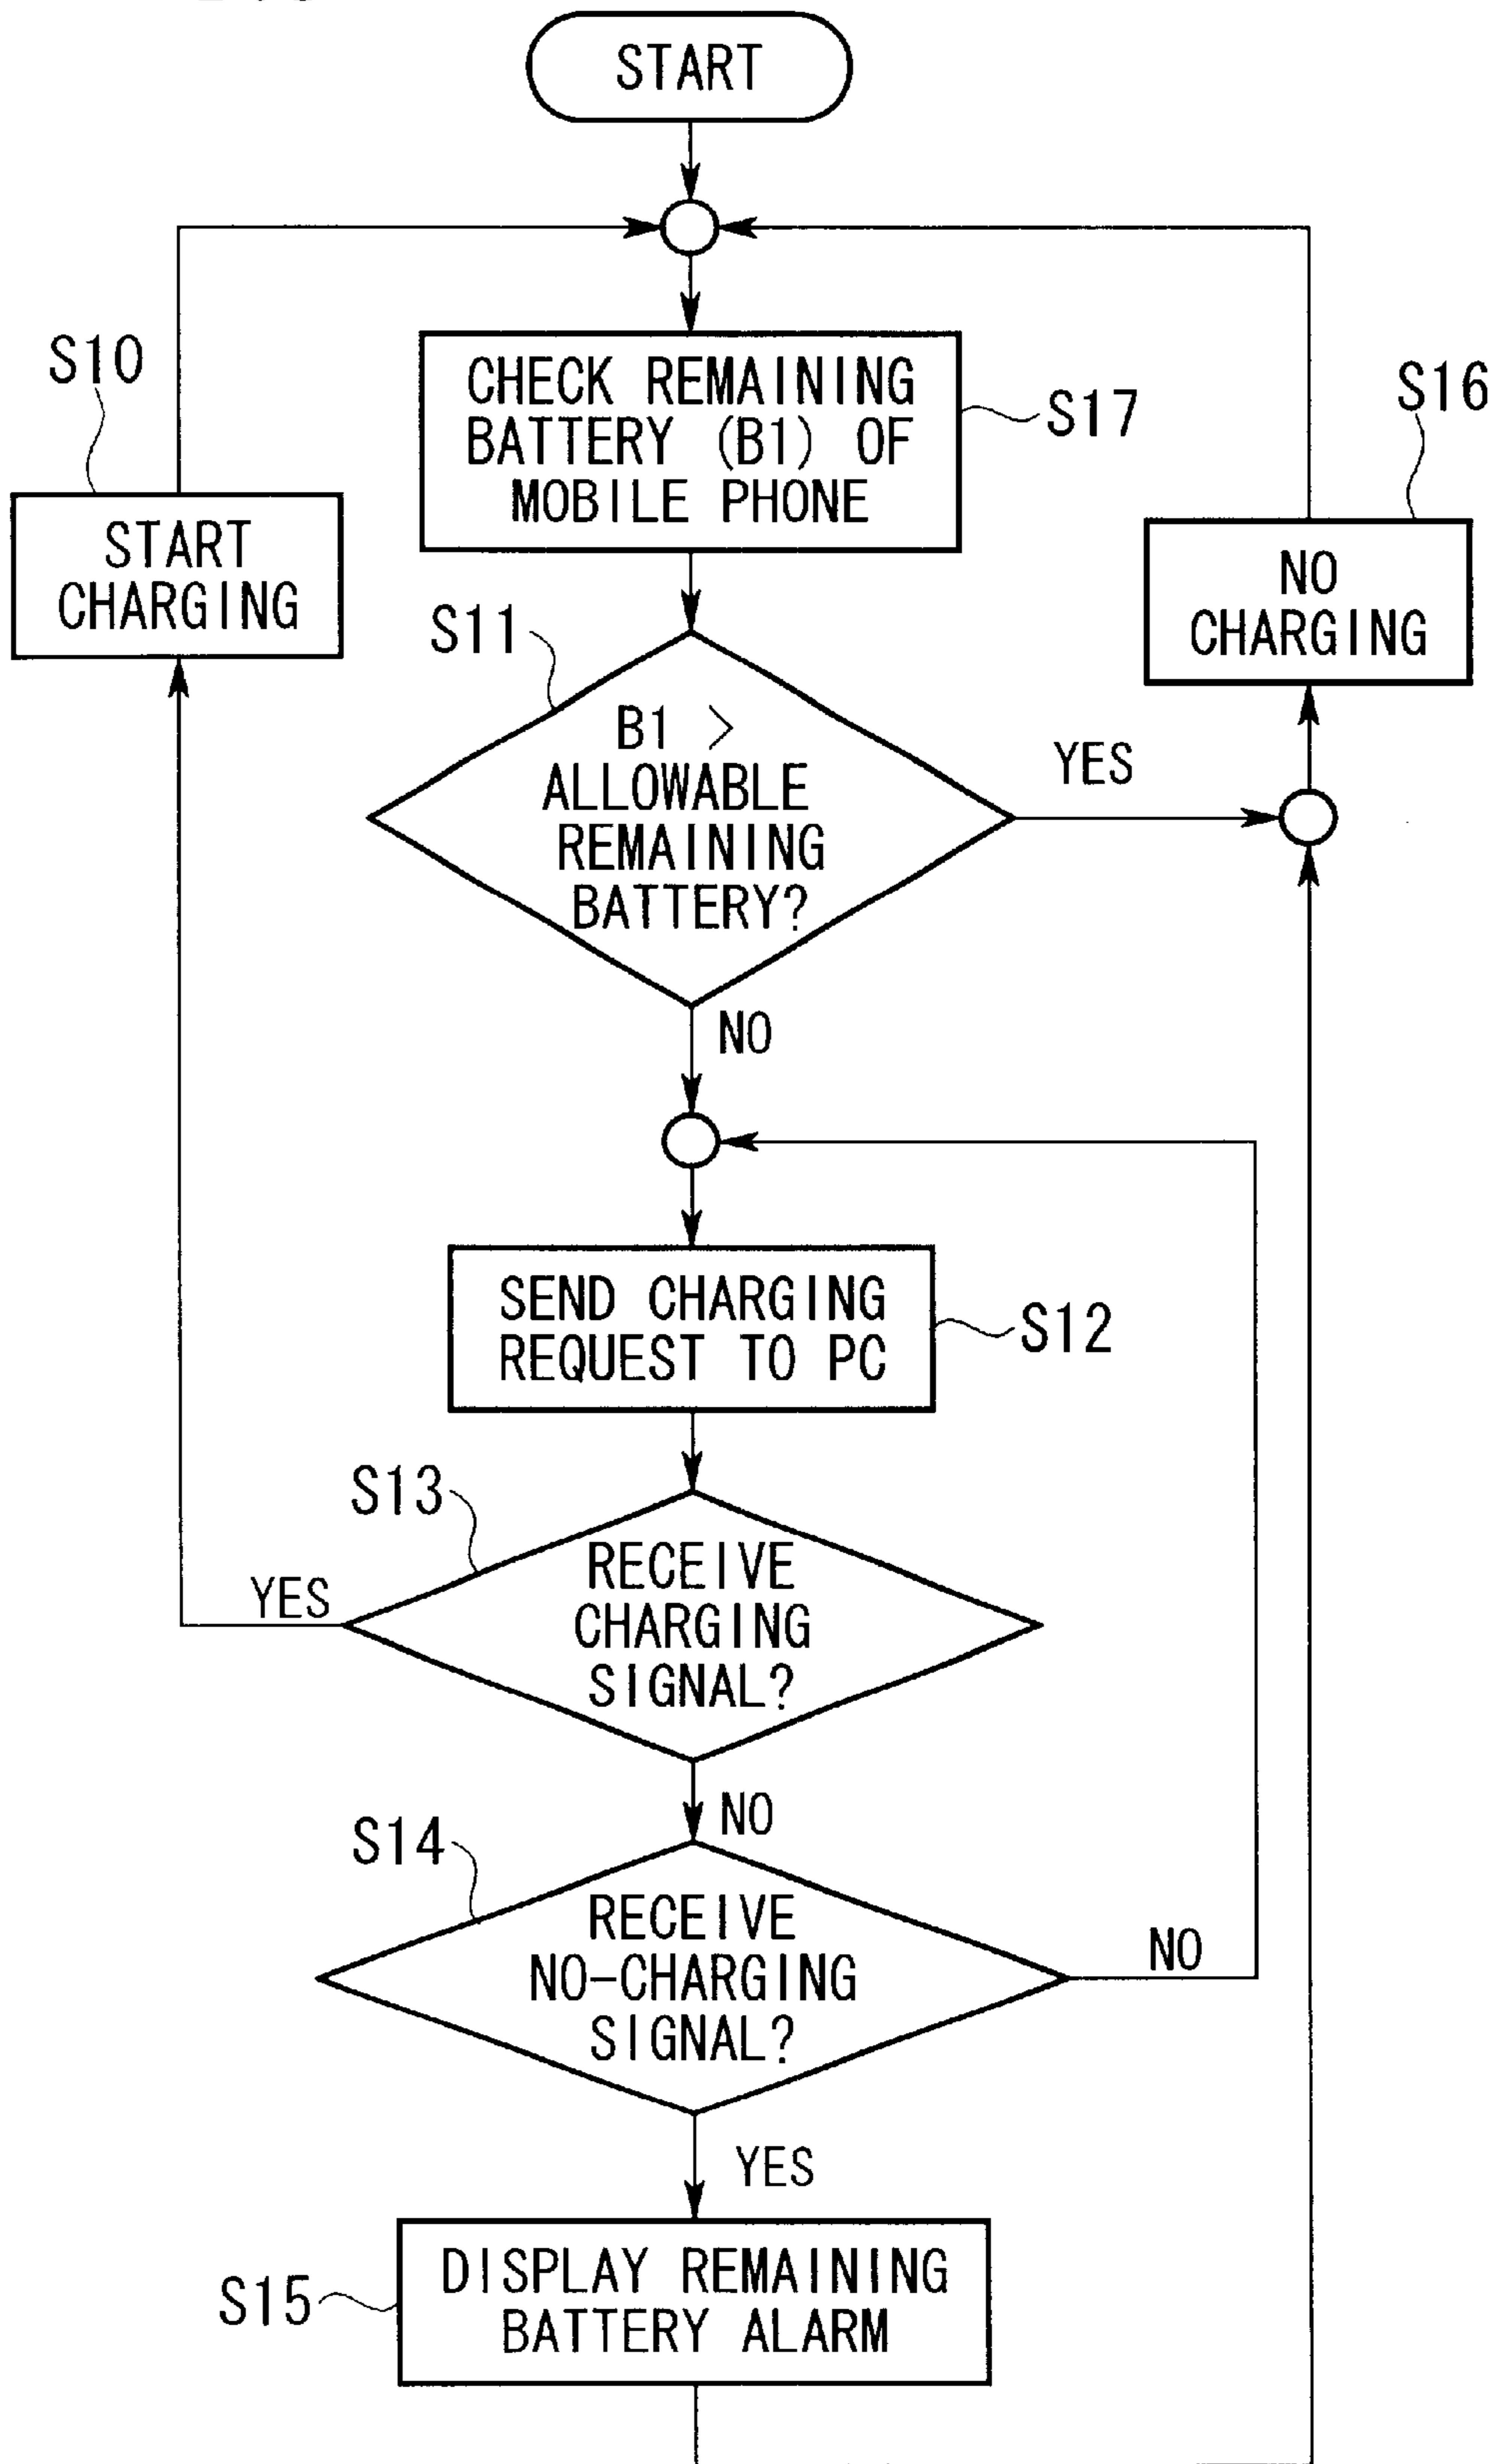 START
S10
CHECK REMAINING
BATTERY (B1) OF
MOBILE PHONE
S17
S16
START
CHARGING
NO
CHARGING
S11
B1 >
ALLOWABLE
REMAINING
BATTERY?
YES
NO
SEND CHARGING
REQUEST TO PC
S12
S13
RECEIVE
CHARGING
SIGNAL?
YES
NO
S14
RECEIVE
NO-CHARGING
SIGNAL?
NO
YES
S15
DISPLAY REMAINING
BATTERY ALARM